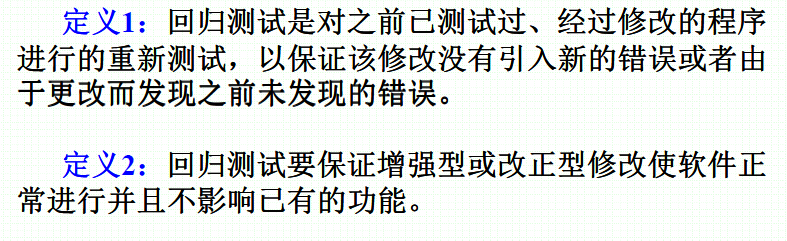 定义1：回归测试是对之前已测试过、经过修改的程序
进行的重新测试，以保证该修改没有引入新的错误或者由
于更改而发现之前未发现的错误。
定义2：回归测试要保证增强型或改正型修改使软件正
常进行并且不影响已有的功能。